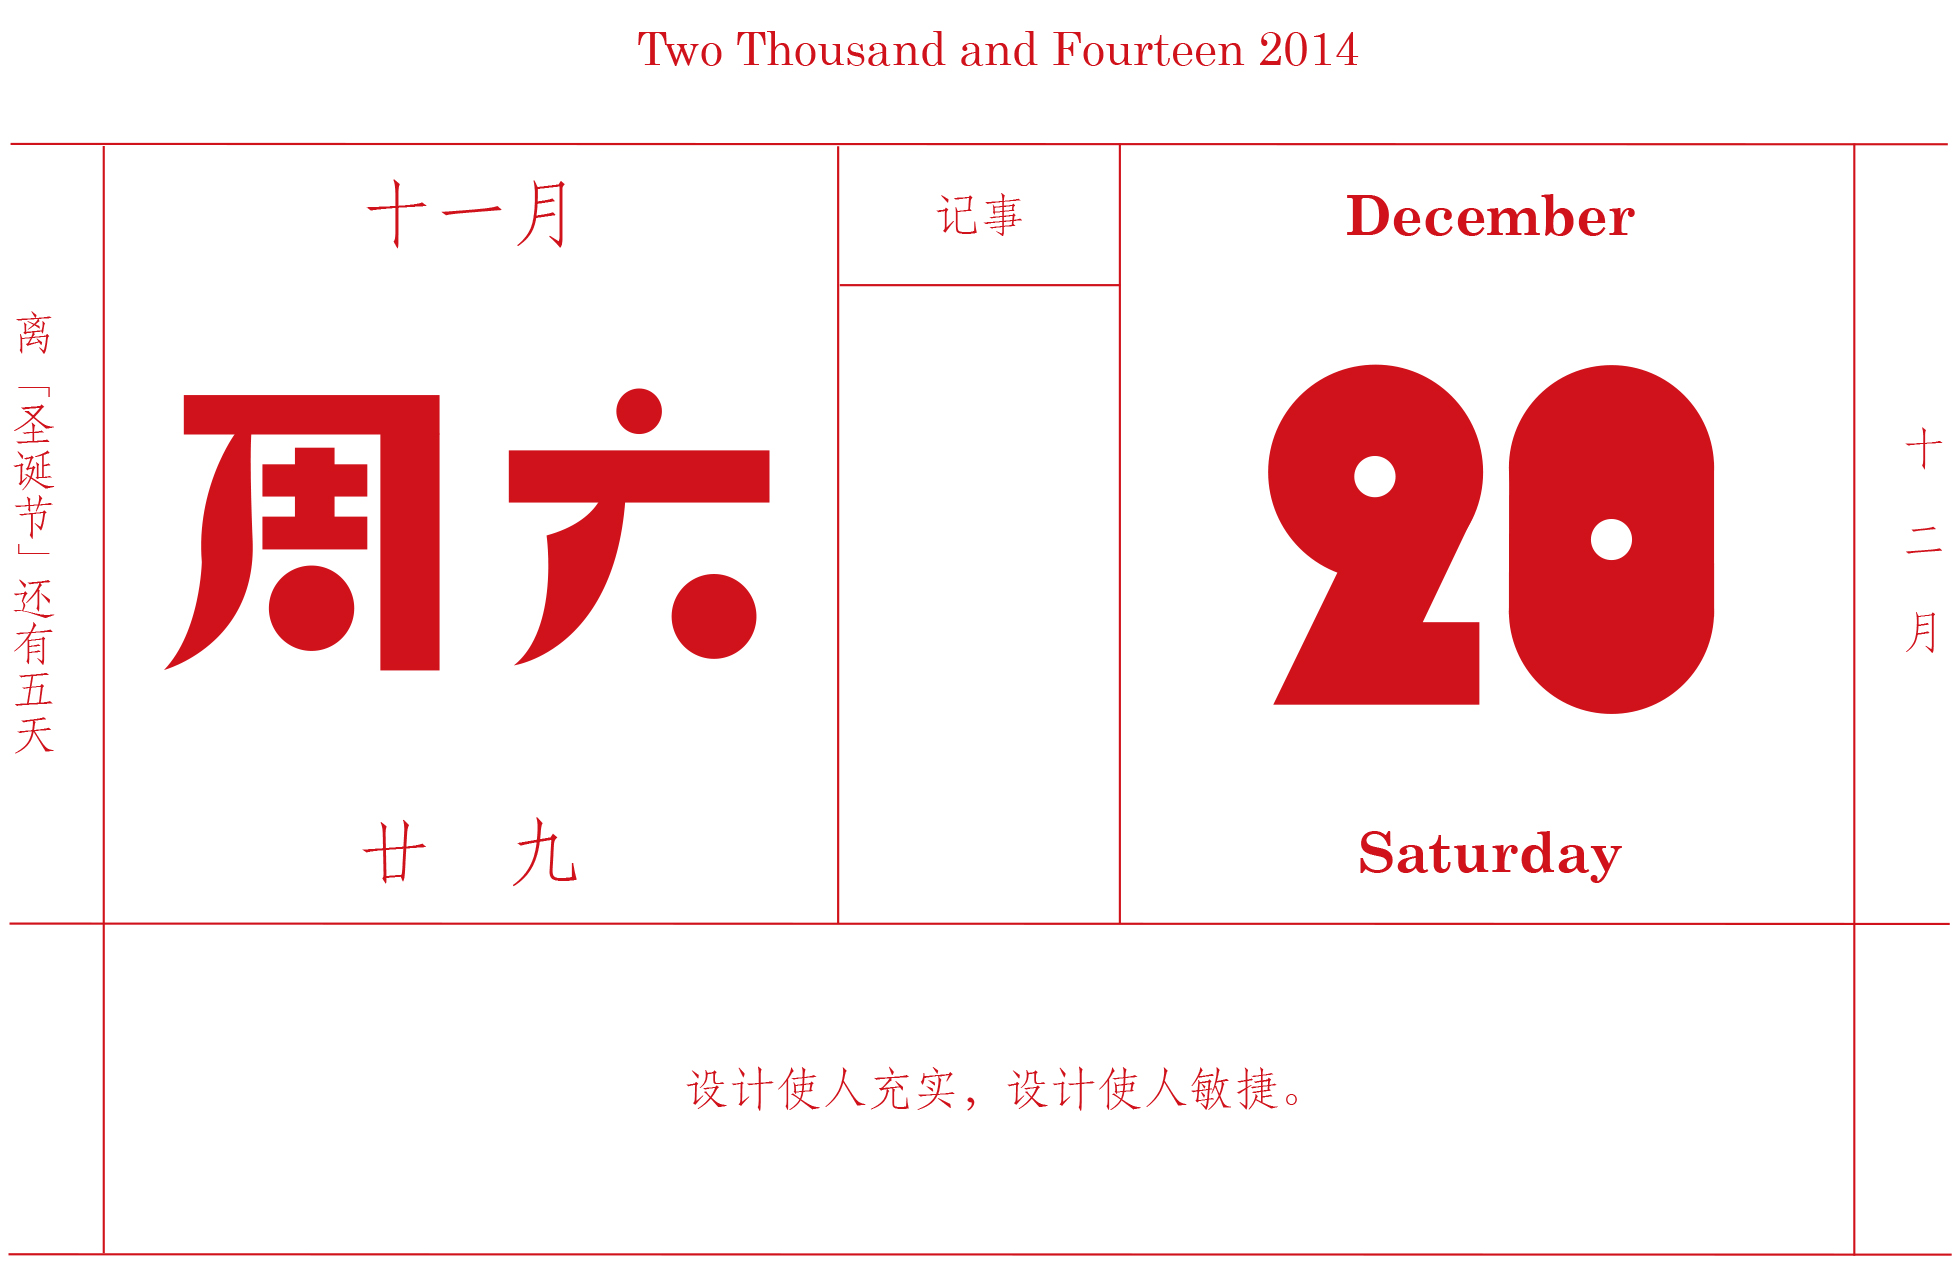 Two Thousand and Fourteen 2014
离「圣诞节」还有五天
十一月
周六
廿九
记事
December
20
Saturday
十二月
设计使人充实，设计使人敏捷。